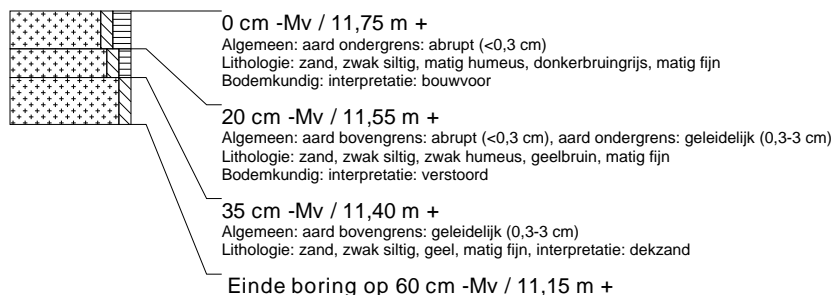 0 cm -Mv / 11,75 m +
Algemeen: aard ondergrens: abrupt (<0,3 cm)
Lithologie: zand, zwak siltig, matig humeus, donkerbruingrijs, matig fijn
Bodemkundig: interpretatie: bouwvoor
20 cm -Mv / 11,55 m +
Algemeen: aard bovengrens: abrupt (<0,3 cm), aard ondergrens: geleidelijk (0,3-3 cm)
Lithologie: zand, zwak siltig, zwak humeus, geelbruin, matig fijn
Bodemkundig: interpretatie: verstoord
35 cm -Mv / 11,40 m +
Algemeen: aard bovengrens: geleidelijk (0,3-3 cm)
Lithologie: zand, zwak siltig, geel, matig fijn, interpretatie: dekzand
Einde boring op 60 cm -Mv / 11,15 m +